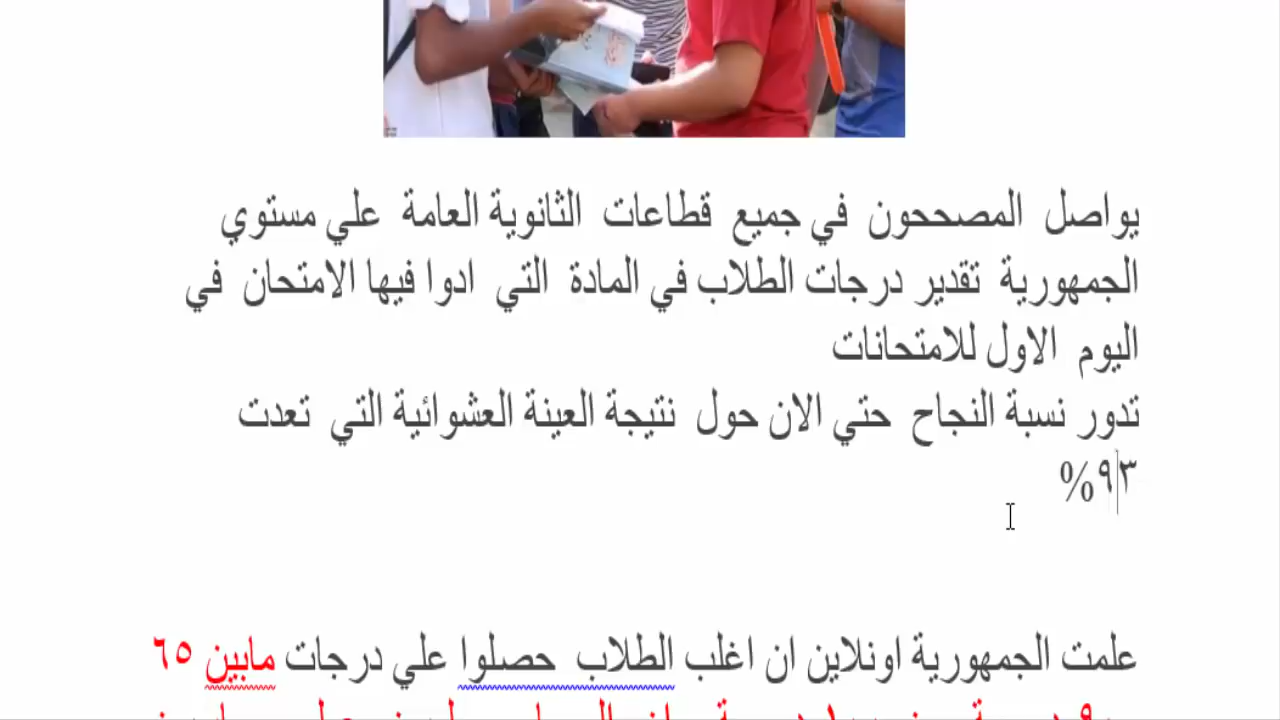 يواصل المصححون في جميع قطاعات الثانوية العامة علي مستوي
الجمهورية تقدير درجات الطلاب في المادة التي ادوا فيها الامتحان في
اليوم الاول للامتحانات
تدور نسبة النجاح حتي الان حول نتيجة العينة العشوائية التي تعدت
٩٣%
علمت الجمهورية اونلاين ان اغلب الطلاب حصلوا علي درجات مابين ٦٥